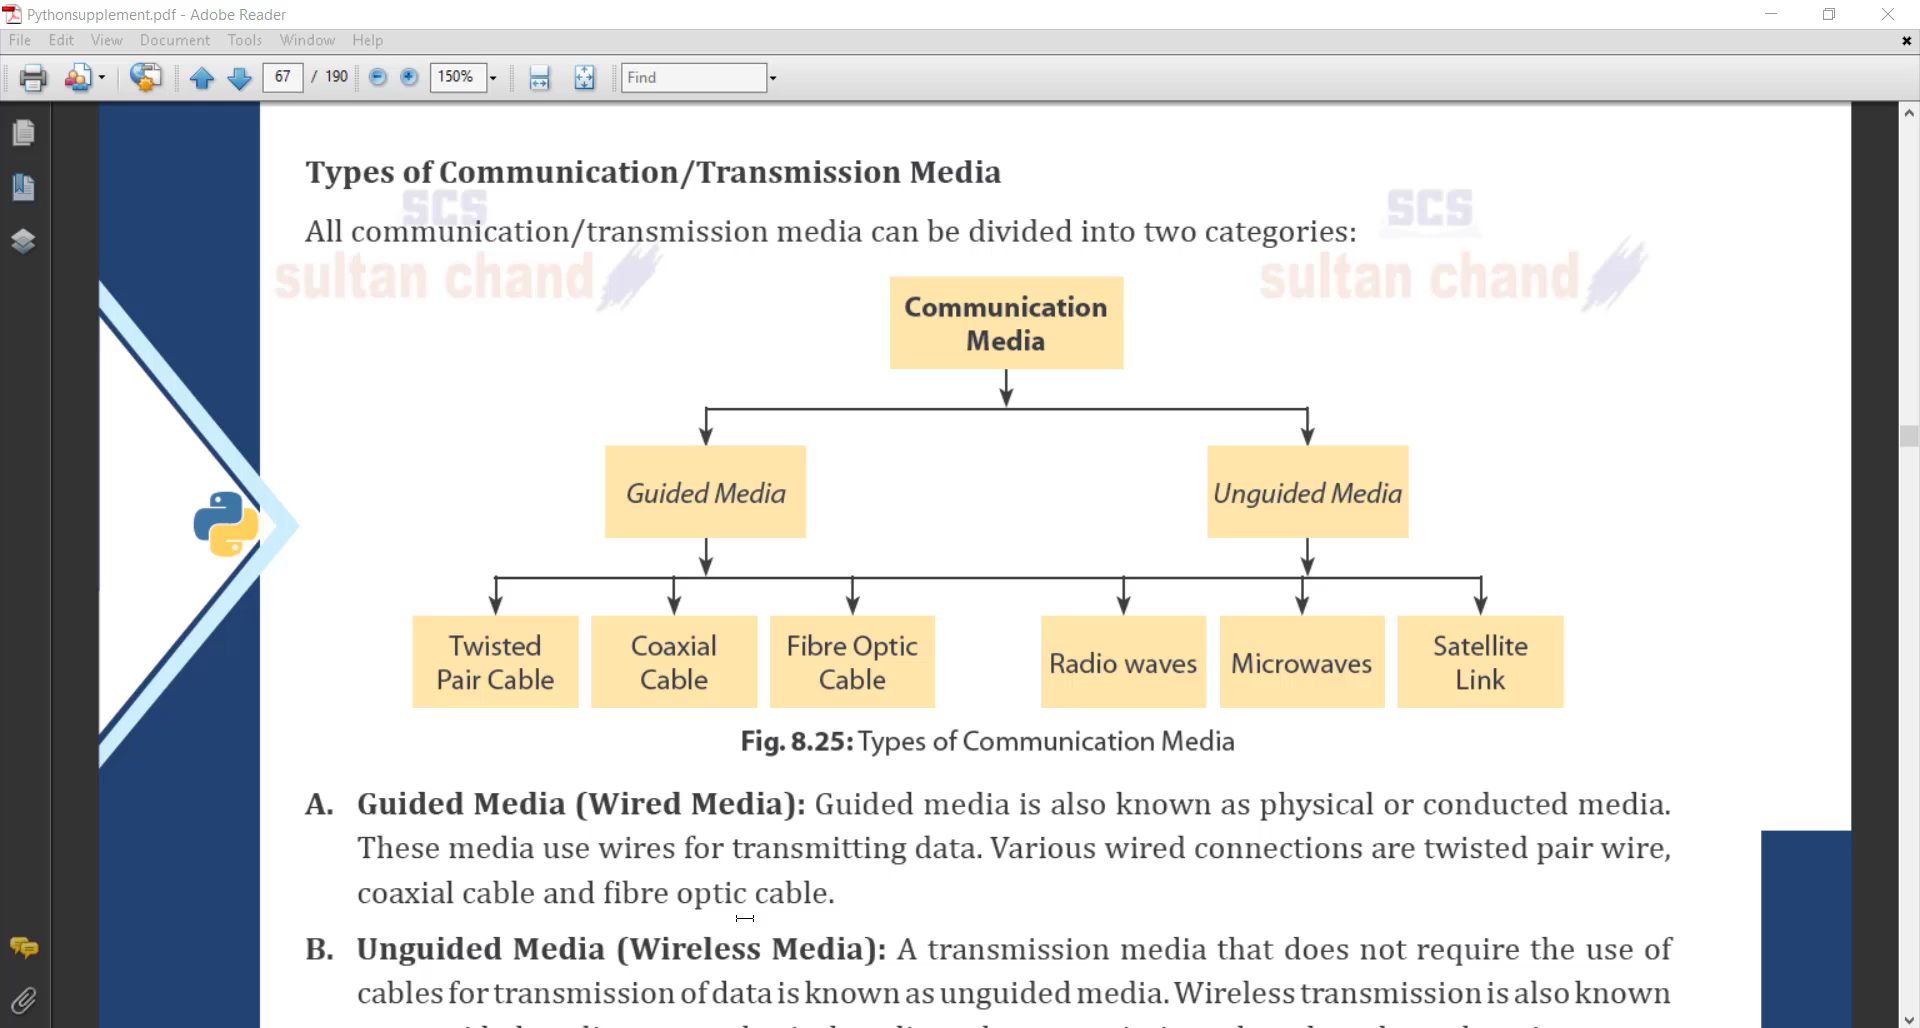 Pythonsupplement.pdf - Adobe Reader
File Edit View Document Tools Window Help
67 / 190 150% Find
Types of Communication/Transmission Media
SCS SCS
All communication/transmission media can be divided into two categories:
sultan chand sultan chand
Communication
Media
Guided Media Unguided Media
Twisted
Pair Cable
Coaxial
Cable
Fibre Optic
Cable
Radio waves
Microwaves
Satellite
Link
Fig. 8.25: Types of Communication Media
A. Guided Media (Wired Media): Guided media is also known as physical or conducted media.
These media use wires for transmitting data. Various wired connections are twisted pair wire,
coaxial cable and fibre optic cable.
B. Unguided Media (Wireless Media): A transmission media that does not require the use of
cables for transmission of data is known as unguided media. Wireless transmission is also known